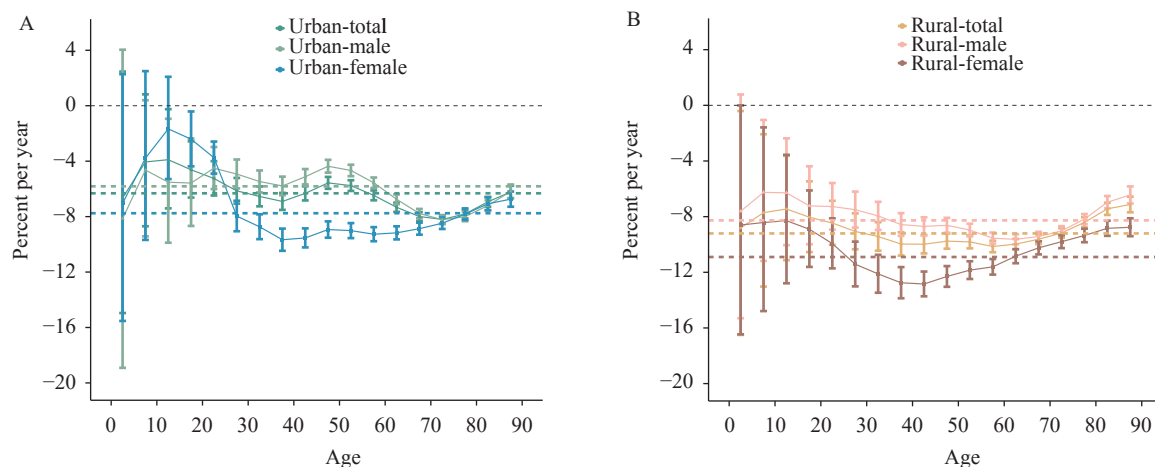 A
Urban-total
Urban-male
Urban-female
4
0
−4
−8
−12
−16
−20
Percent per year
0 10 20 30 40 50 60 70 80 90
Age
B
Rural-total
Rural-male
Rural-female
4
0
−4
−8
−12
−16
−20
Percent per year
0 10 20 30 40 50 60 70 80 90
Age